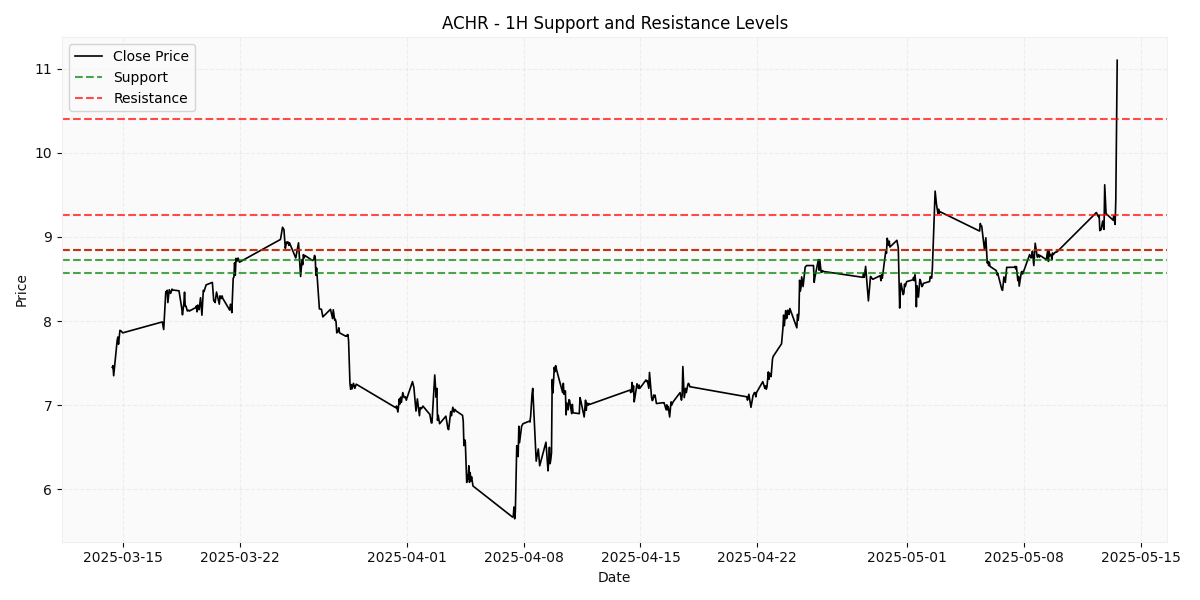 ACHR - 1H Support and Resistance Levels
Close Price
Support
Resistance
Price
11
10
9
8
7
6
2025-03-15
2025-03-22
2025-04-01
2025-04-08
2025-04-15
2025-04-22
2025-05-01
2025-05-08
2025-05-15
Date